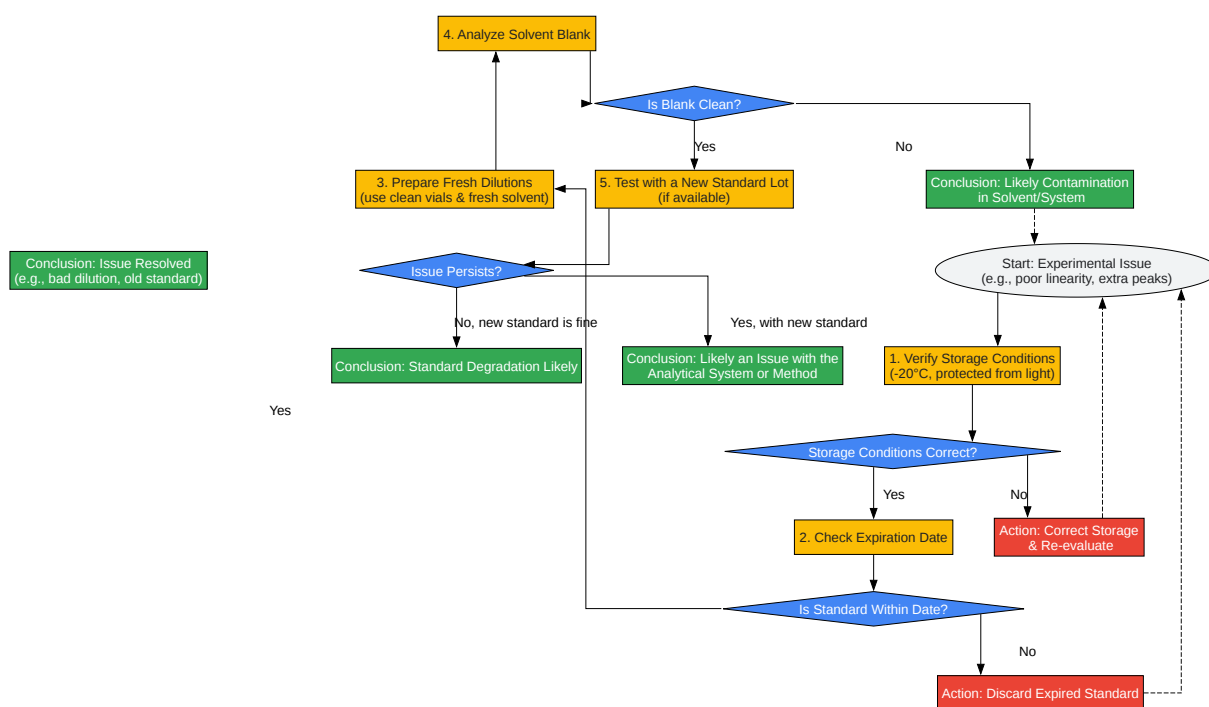 4. Analyze Solvent Blank
Is Blank Clean?
Yes
No
3. Prepare Fresh Dilutions
(use clean vials & fresh solvent)
5. Test with a New Standard Lot
(if available)
Conclusion: Likely Contamination
in Solvent/System
Conclusion: Issue Resolved
(e.g., bad dilution, old standard)
Issue Persists?
Start: Experimental Issue
(e.g., poor linearity, extra peaks)
No, new standard is fine
Yes, with new standard
Conclusion: Standard Degradation Likely
Conclusion: Likely an Issue with the
Analytical System or Method
1. Verify Storage Conditions
(-20°C, protected from light)
Yes
Storage Conditions Correct?
Yes
No
2. Check Expiration Date
Action: Correct Storage
& Re-evaluate
Is Standard Within Date?
No
Action: Discard Expired Standard